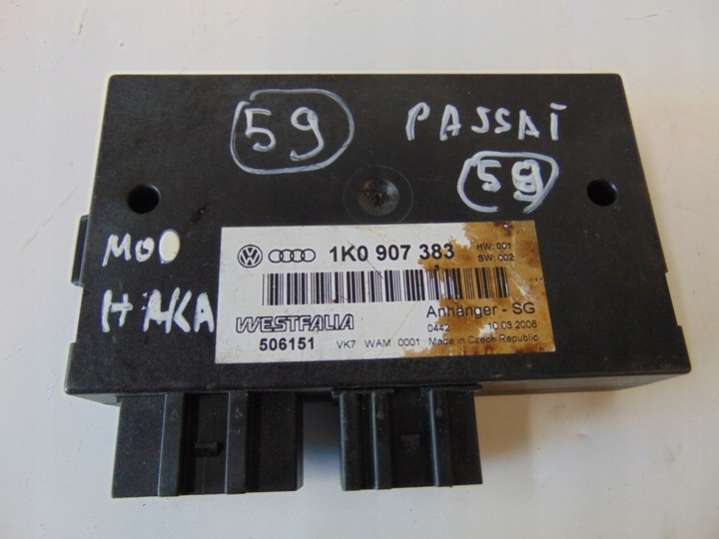 59
PASSAT
59
MOD
HAKA
1K0 907 383
HW: 001
SW: 002
Anhänger - SG
WESTFALIA
0442 10.03.2006
506151
VK7 WAM 0001 Made in Czech Republic